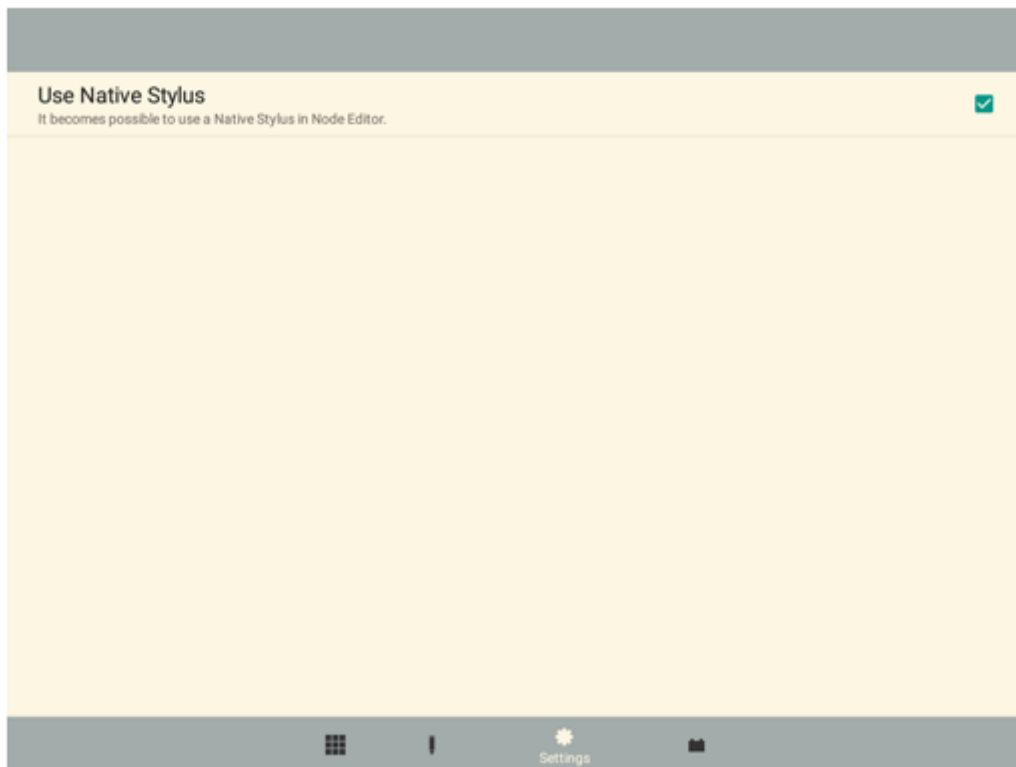 Use Native Stylus
It becomes possible to use a Native Stylus in Node Editor.
Settings